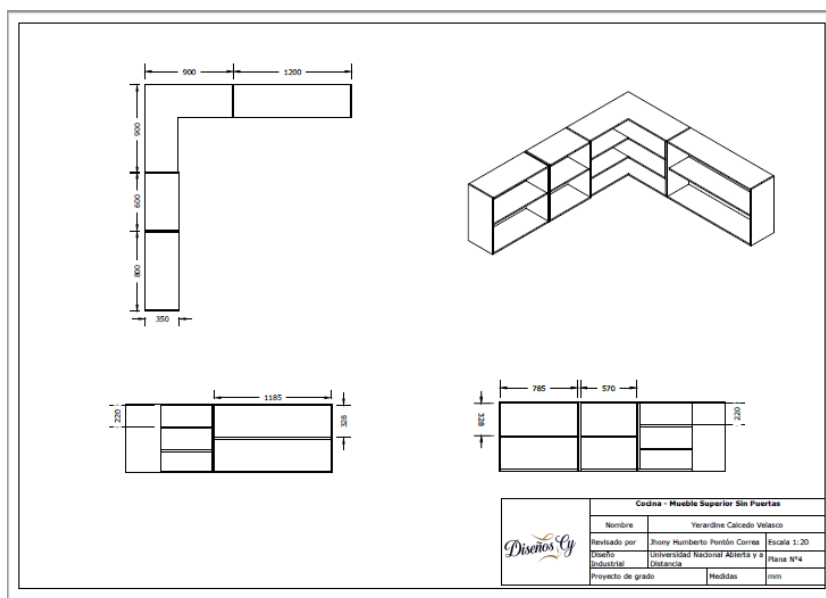 900
1200
900
600
800
350
1185
220
328
785
570
328
220
Cocina - Mueble Superior Sin Puertas
Nombre
Yerardine Caicedo Velasco
Revisado por
Jhony Humberto Pontón Correa
Escala 1:20
Diseño
Industrial
Universidad Nacional Abierta y a
Distancia
Plana N°4
Proyecto de grado
Medidas
mm
Diseños Cy